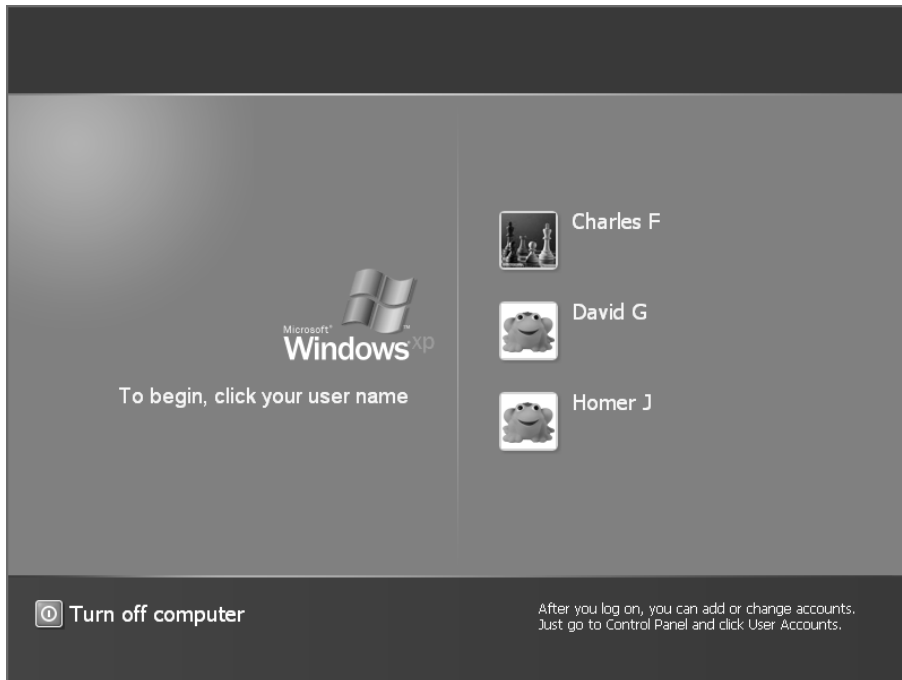 Charles F
David G
Microsoft®
Windows xp™
Homer J
To begin, click your user name
Turn off computer
After you log on, you can add or change accounts.
Just go to Control Panel and click User Accounts.